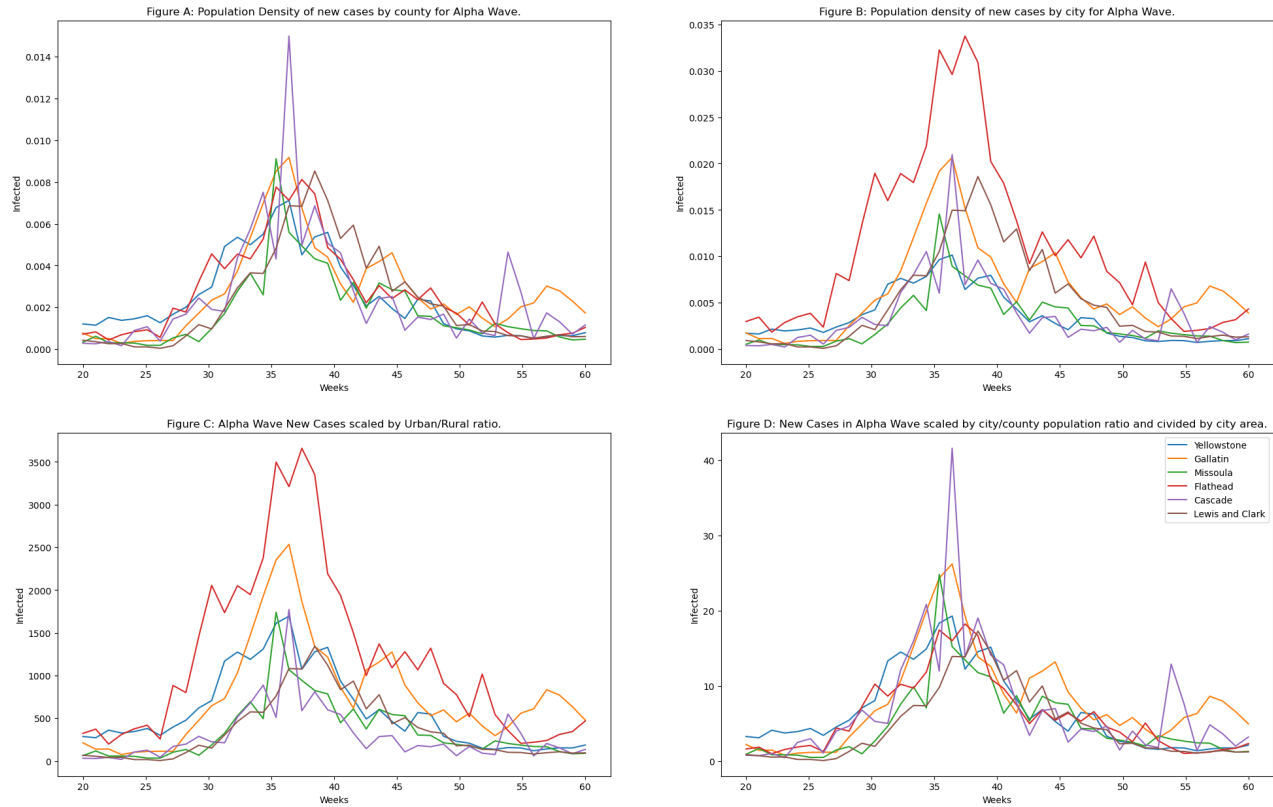 Figure A: Population Density of new cases by county for Alpha Wave.
0.014
0.012
0.010
0.008
0.006
0.004
0.002
0.000
Infected
20 25 30 35 40 45 50 55 60
Weeks
Figure B: Population density of new cases by city for Alpha Wave.
0.035
0.030
0.025
0.020
0.015
0.010
0.005
0.000
Infected
20 25 30 35 40 45 50 55 60
Weeks
Figure C: Alpha Wave New Cases scaled by Urban/Rural ratio.
3500
3000
2500
2000
1500
1000
500
0
Infected
20 25 30 35 40 45 50 55 60
Weeks
Figure D: New Cases in Alpha Wave scaled by city/county population ratio and civided by city area.
40
30
20
10
0
Infected
Yellowstone
Gallatin
Missoula
Flathead
Cascade
Lewis and Clark
20 25 30 35 40 45 50 55 60
Weeks